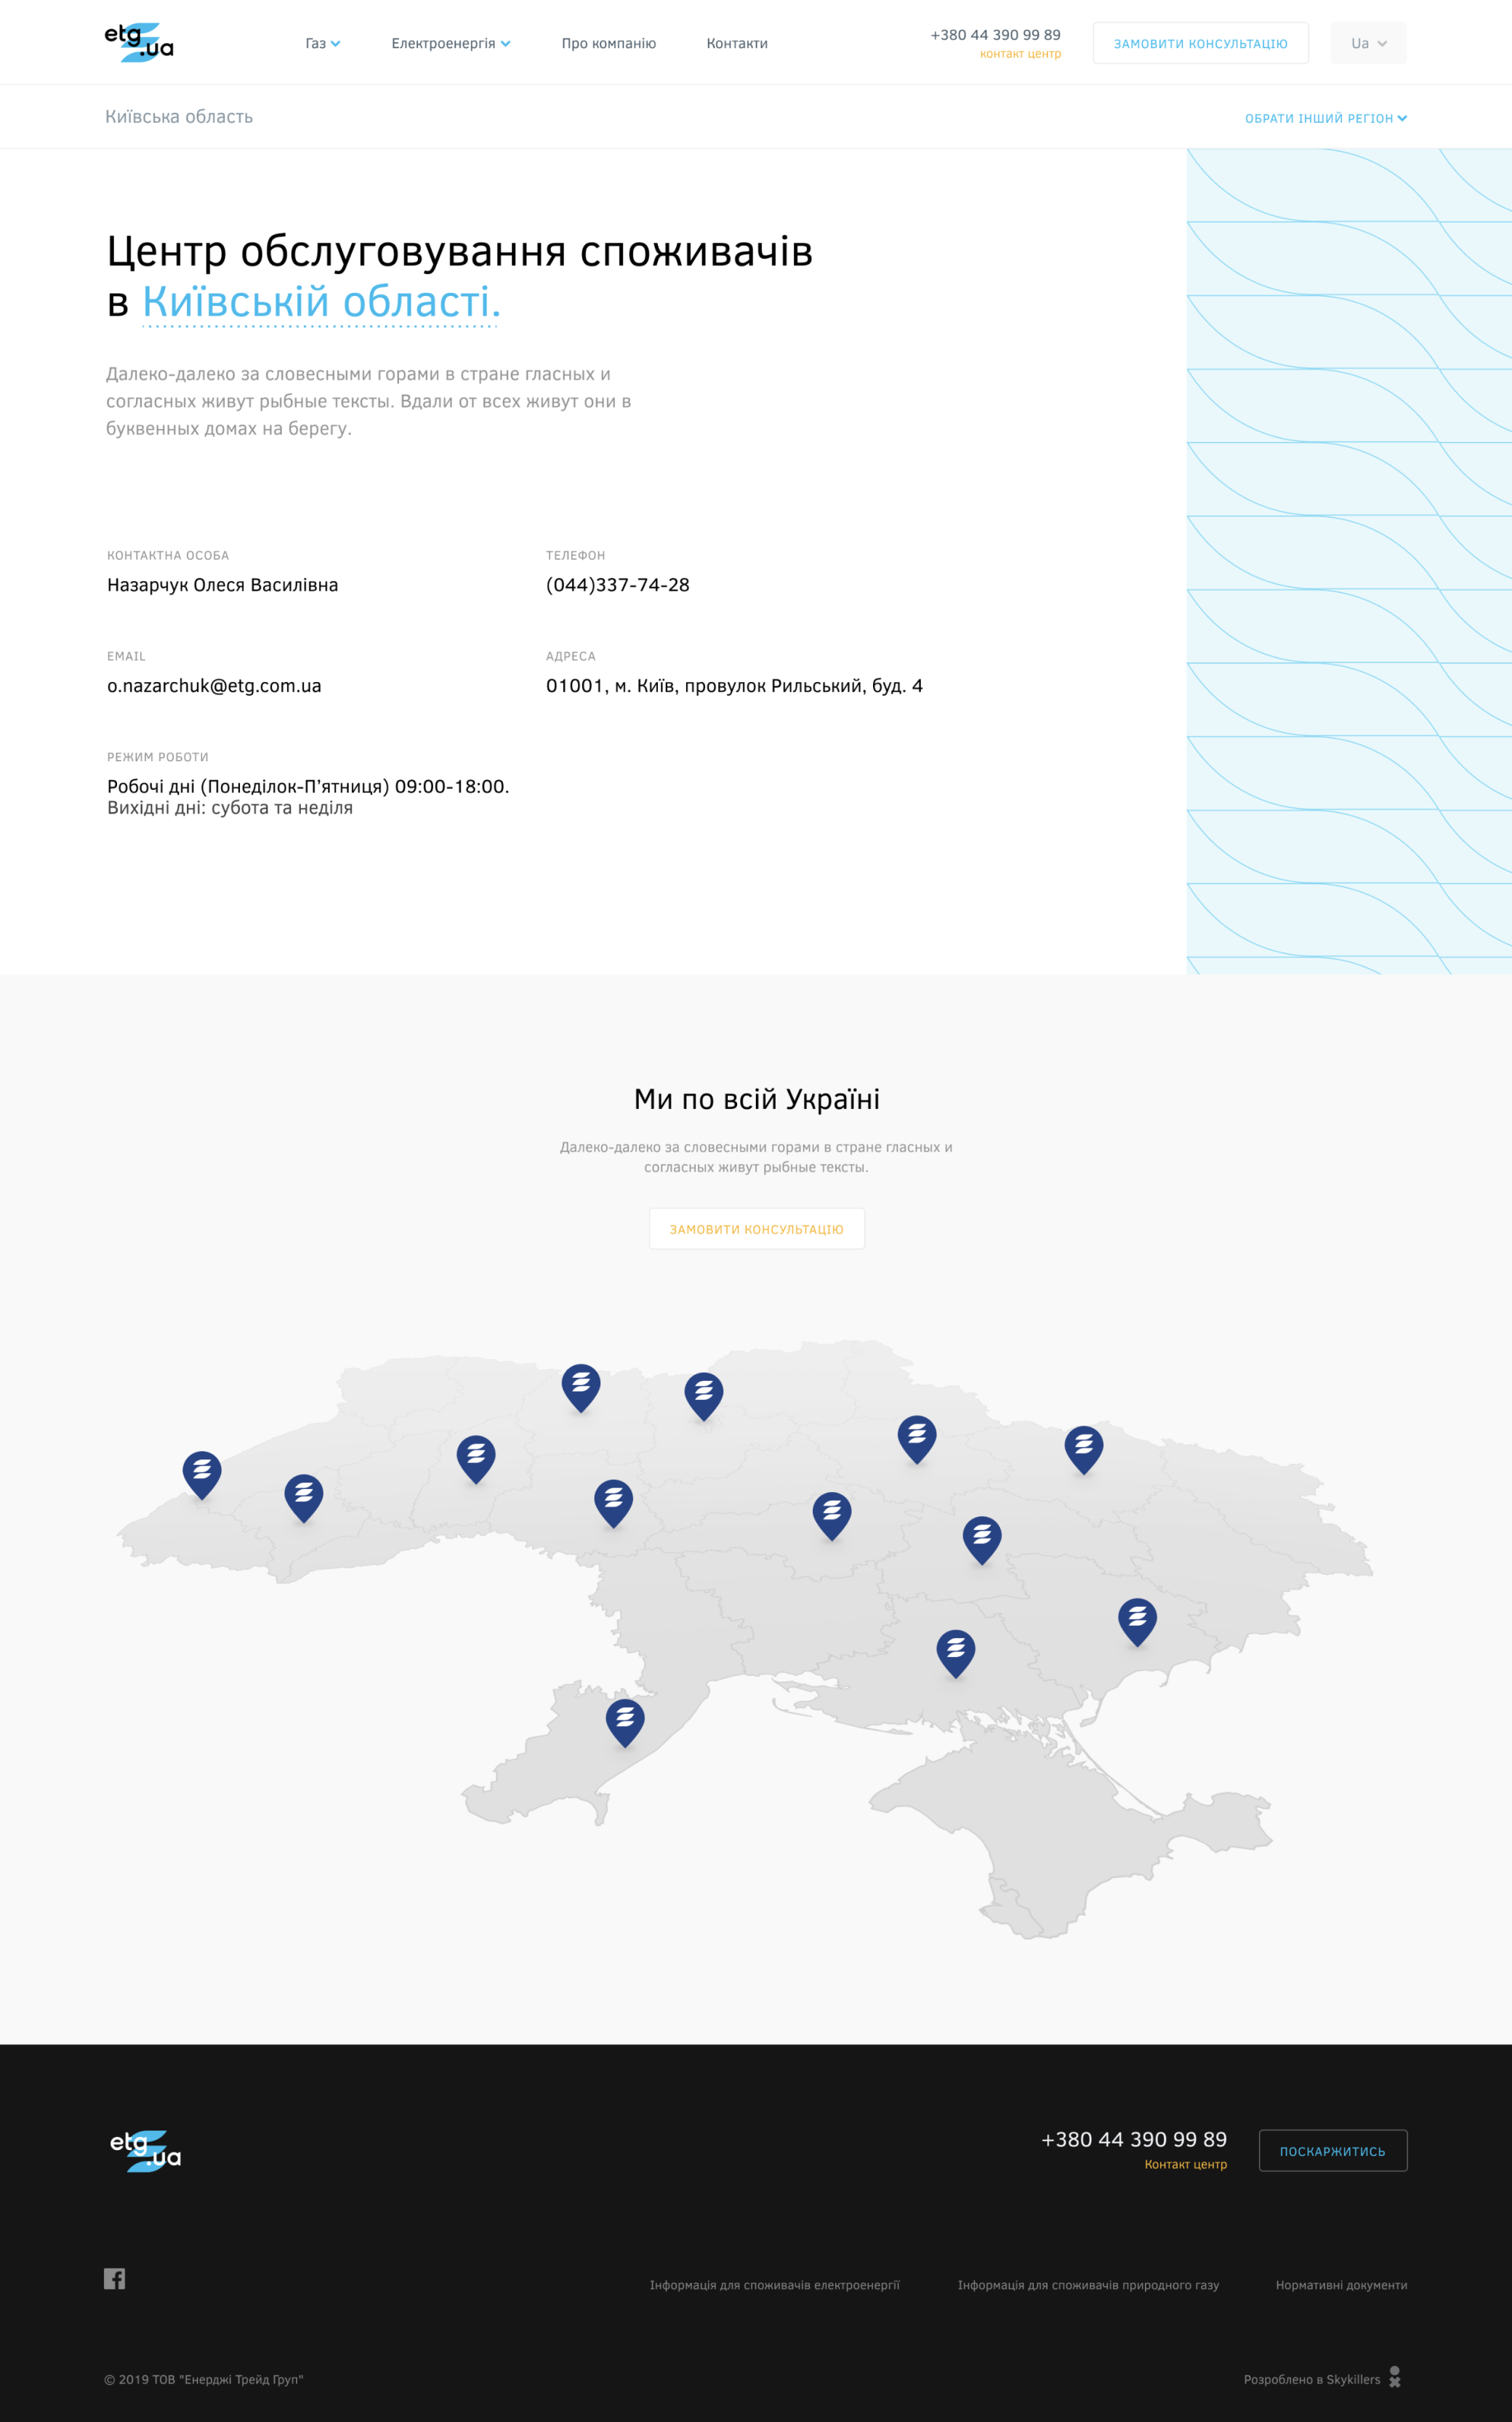 etg.ua
Газ
Електроенергія
Про компанію
Контакти
+380 44 390 99 89
контакт центр
ЗАМОВИТИ КОНСУЛЬТАЦІЮ
Ua
Київська область
ОБРАТИ ІНШИЙ РЕГІОН
Центр обслуговування споживачів
в Київській області.
Далеко-далеко за словесными горами в стране гласных и
согласных живут рыбные тексты. Вдали от всех живут они в
буквенных домах на берегу.
КОНТАКТНА ОСОБА
Назарчук Олеся Василівна
ТЕЛЕФОН
(044)337-74-28
EMAIL
o.nazarchuk@etg.com.ua
АДРЕСА
01001, м. Київ, провулок Рильський, буд. 4
РЕЖИМ РОБОТИ
Робочі дні (Понеділок-П’ятниця) 09:00-18:00.
Вихідні дні: субота та неділя
Ми по всій Україні
Далеко-далеко за словесными горами в стране гласных и
согласных живут рыбные тексты.
ЗАМОВИТИ КОНСУЛЬТАЦІЮ
etg.ua
+380 44 390 99 89
Контакт центр
ПОСКАРЖИТИСЬ
Інформація для споживачів електроенергії
Інформація для споживачів природного газу
Нормативні документи
© 2019 ТОВ "Енерджі Трейд Груп"
Розроблено в Skykillers